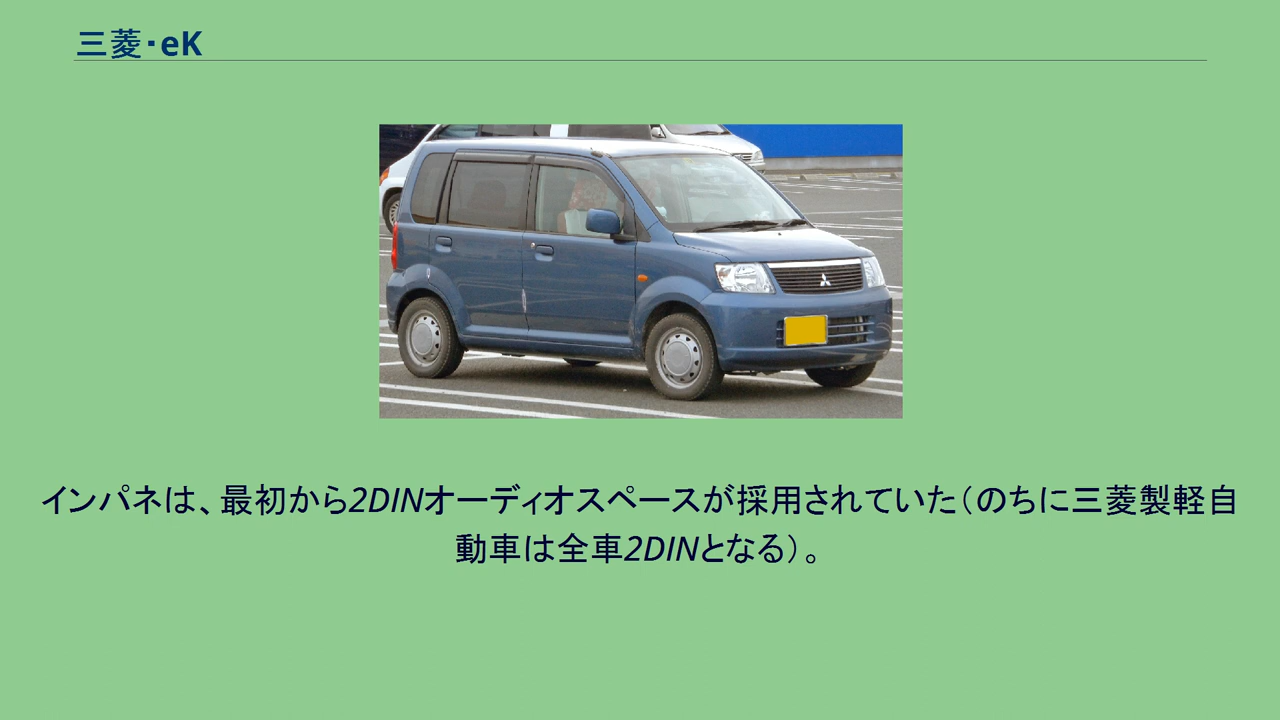 三菱・eK
インパネは、最初から2DINオーディオスペースが採用されていた（のちに三菱製軽自
動車は全車2DINとなる）。